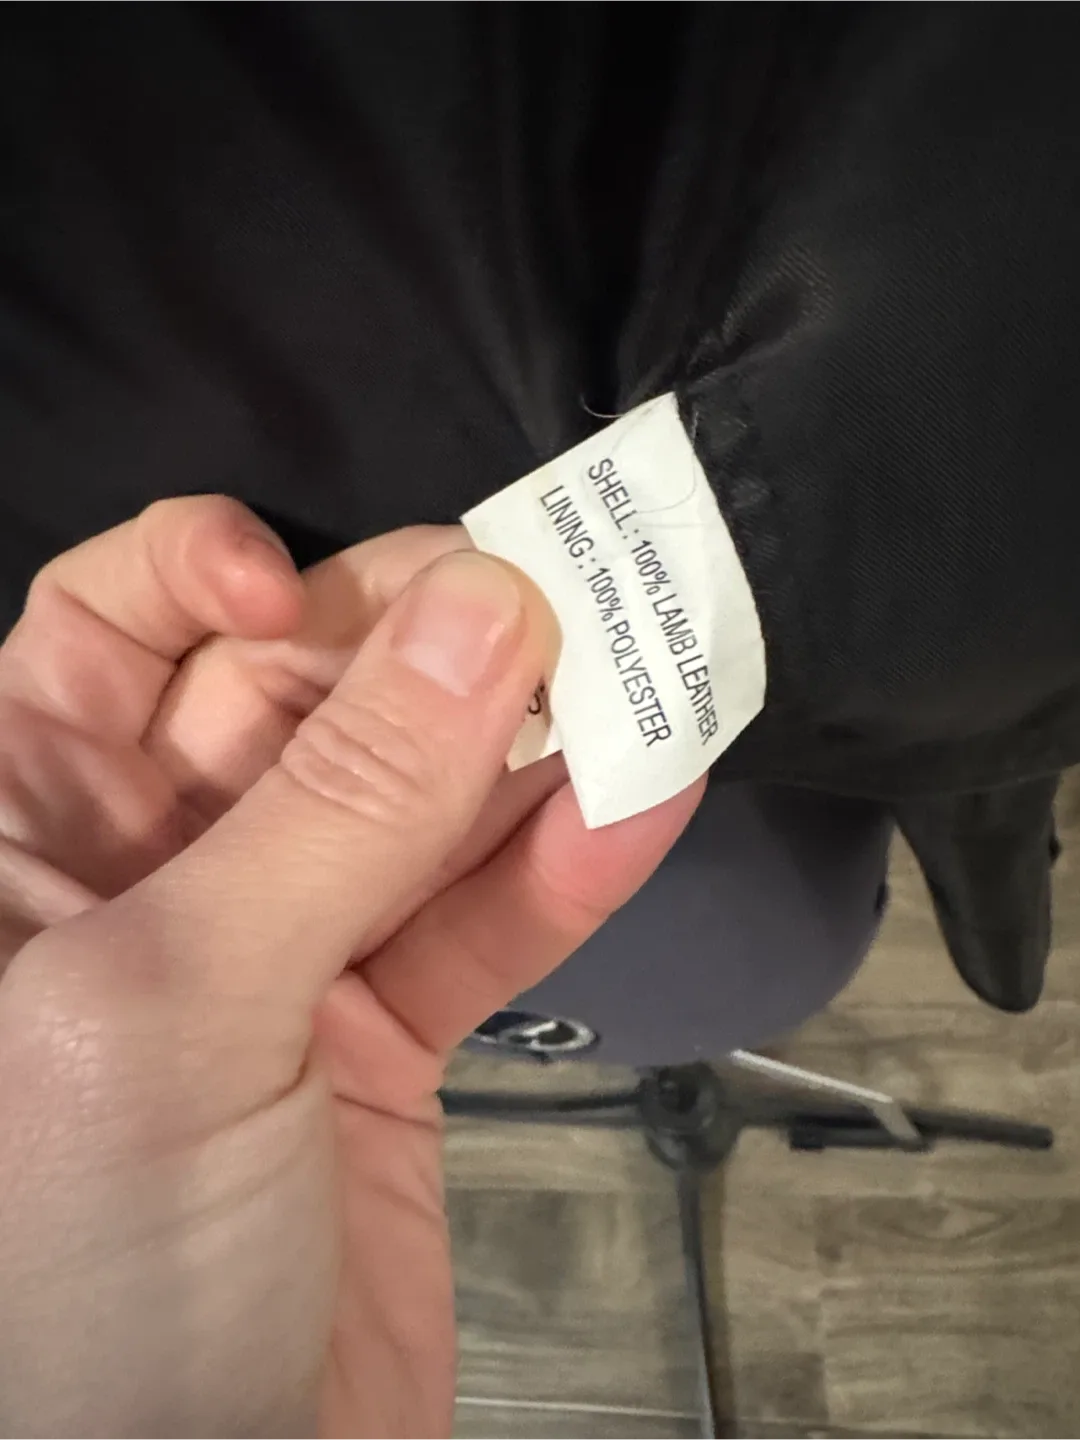 SHELL : 100% LAMB LEATHER
LINING : 100% POLYESTER